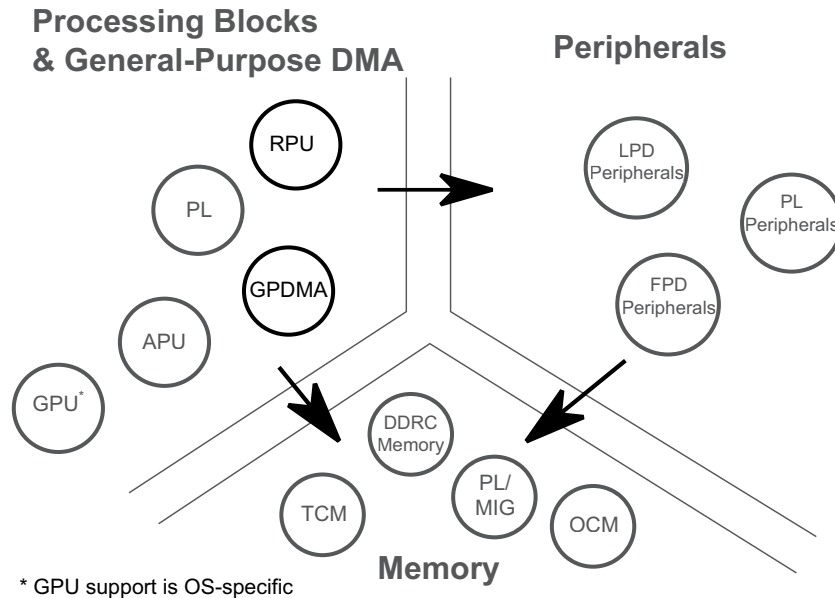 Processing Blocks
& General-Purpose DMA
Peripherals
RPU
PL
GPDMA
APU
GPU*
LPD
Peripherals
PL
Peripherals
FPD
Peripherals
DDRC
Memory
TCM
PL/
MIG
OCM
Memory
* GPU support is OS-specific